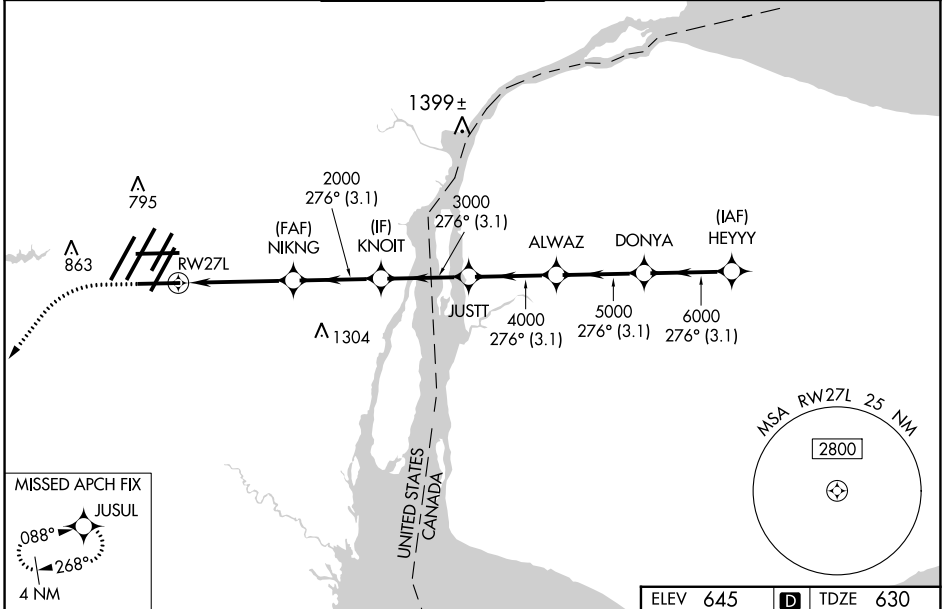 1399 ±
795
863
RW27L
(FAF)
NIKNG
2000
276° (3.1)
(IF)
KNOIT
3000
276° (3.1)
JUSTT
ALWAZ
4000
276° (3.1)
DONYA
5000
276° (3.1)
(IAF)
HEYYY
6000
276° (3.1)
1304
UNITED STATES
CANADA
MSA RW27L 25 NM
2800
MISSED APCH FIX
JUSUL
088°
268°
4 NM
ELEV 645
D
TDZE 630